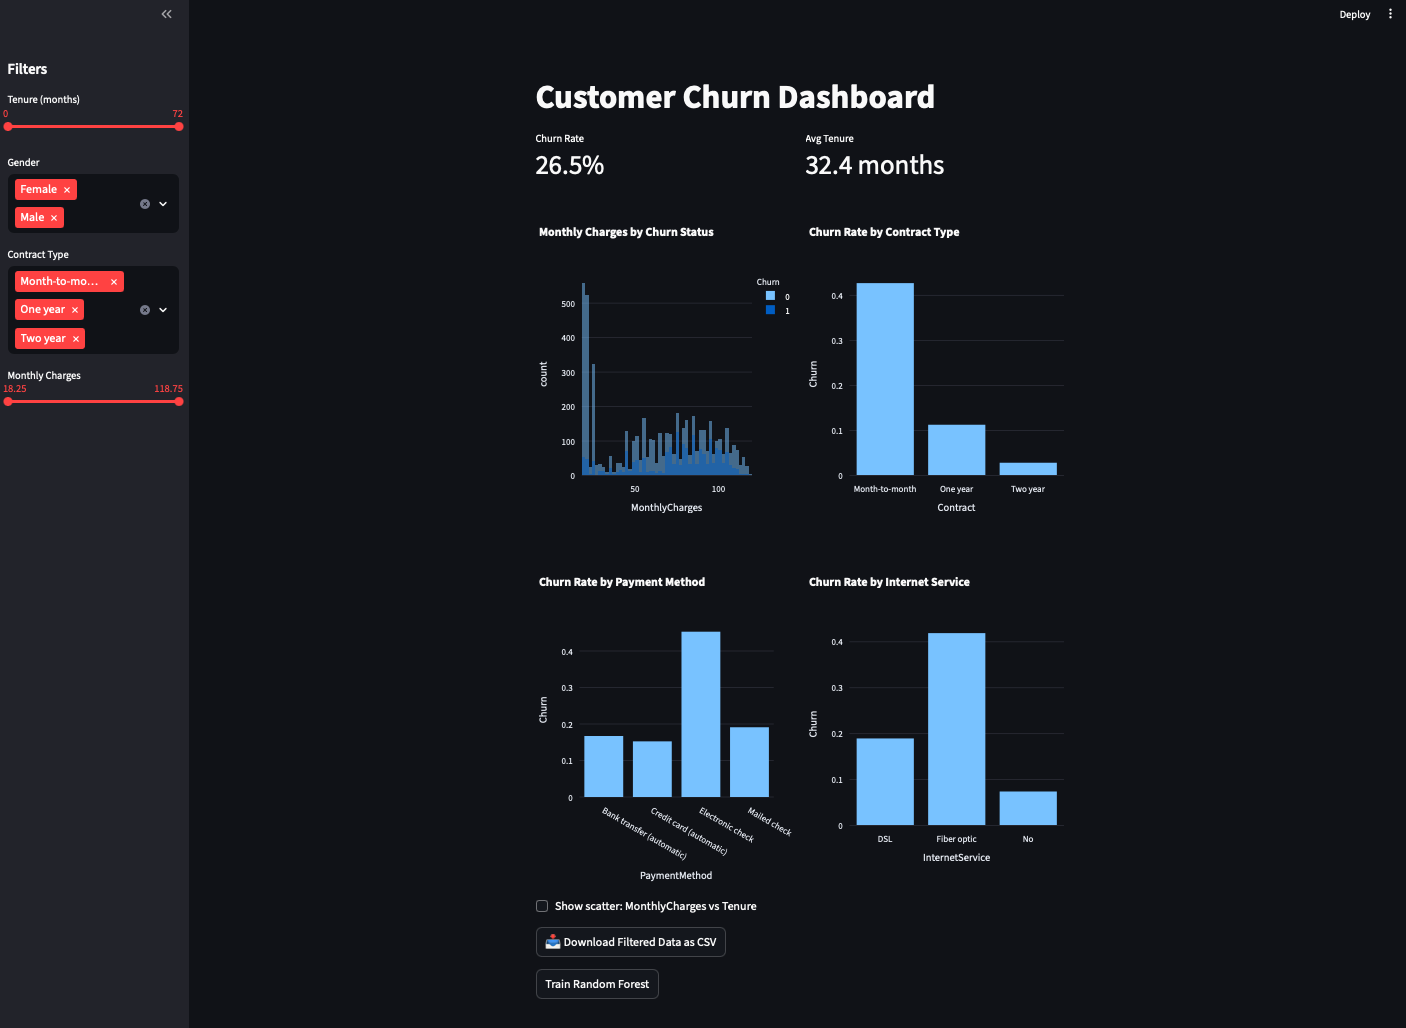 Deploy
Filters
Tenure (months)
0 72
Gender
Female ×
Male ×
Contract Type
Month-to-mo... ×
One year ×
Two year ×
Monthly Charges
18.25 118.75
Customer Churn Dashboard
Churn Rate
26.5%
Avg Tenure
32.4 months
Monthly Charges by Churn Status
Churn
0
1
500
400
300
200
100
0
count
50 100
MonthlyCharges
Churn Rate by Contract Type
0.4
0.3
0.2
0.1
0
Churn
Month-to-month One year Two year
Contract
Churn Rate by Payment Method
0.4
0.3
0.2
0.1
0
Churn
Bank transfer (automatic)
Credit card (automatic)
Electronic check
Mailed check
PaymentMethod
Churn Rate by Internet Service
0.4
0.3
0.2
0.1
0
Churn
DSL Fiber optic No
InternetService
Show scatter: MonthlyCharges vs Tenure
Download Filtered Data as CSV
Train Random Forest